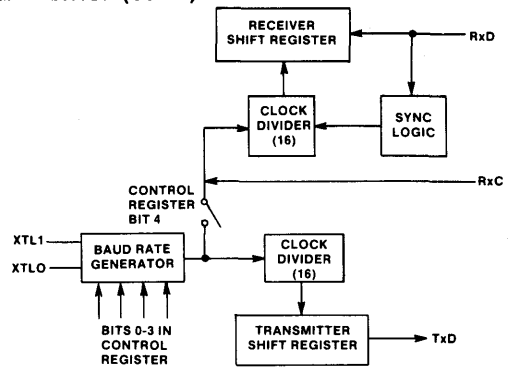 RECEIVER
SHIFT REGISTER
RxD
CLOCK
DIVIDER
(16)
SYNC
LOGIC
RxC
CONTROL
REGISTER
BIT 4
XTL1
XTLO
BAUD RATE
GENERATOR
CLOCK
DIVIDER
(16)
BITS 0-3 IN
CONTROL
REGISTER
TRANSMITTER
SHIFT REGISTER
TxD